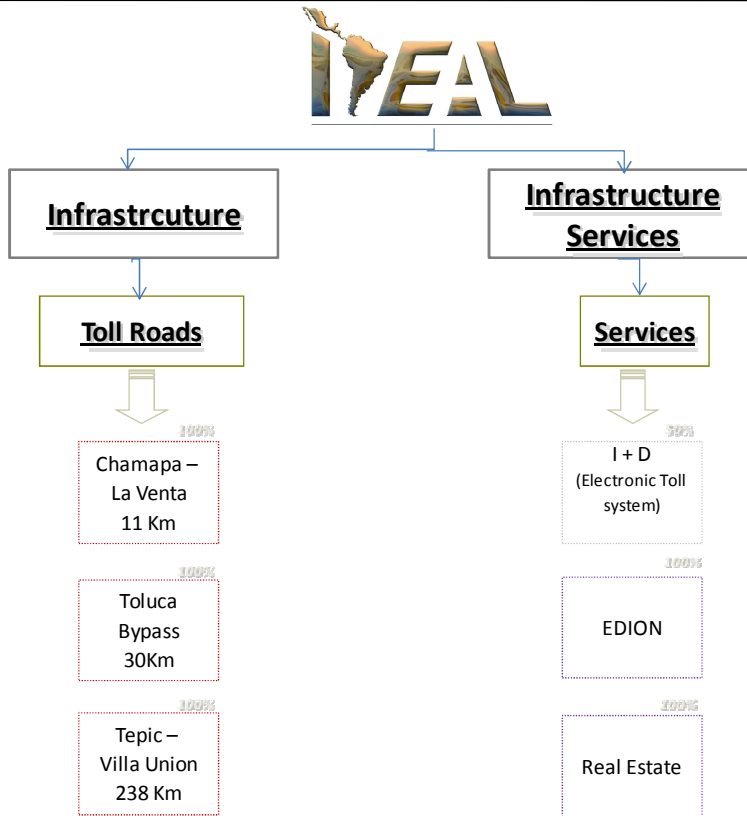 IDEAL
Infrastrcuture
Infrastructure
Services
Toll Roads
Services
100%
Chamapa –
La Venta
11 Km
50%
I + D
(Electronic Toll
system)
100%
Toluca
Bypass
30Km
100%
EDION
100%
Tepic –
Villa Union
238 Km
100%
Real Estate